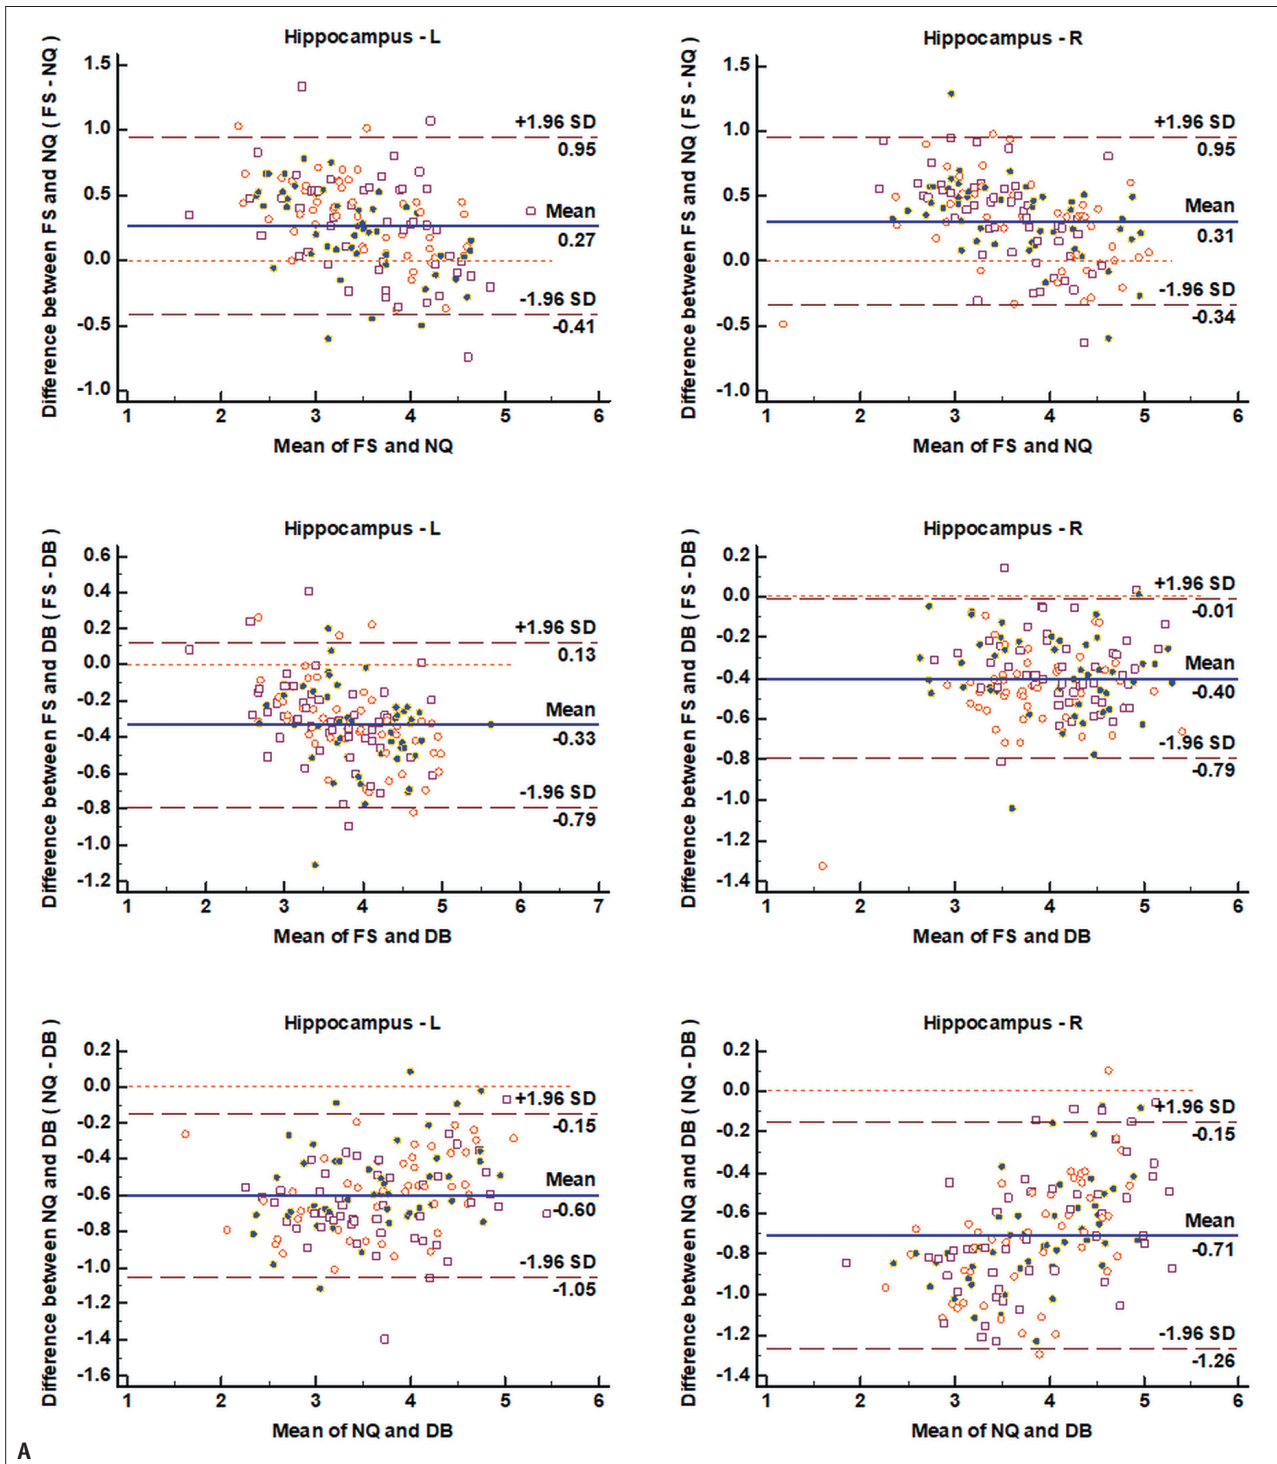 Hippocampus - L
Difference between FS and NQ ( FS - NQ )
1.5
1.0
0.5
0.0
-0.5
-1.0
+1.96 SD
0.95
Mean
0.27
-1.96 SD
-0.41
1 2 3 4 5 6
Mean of FS and NQ
Hippocampus - R
Difference between FS and NQ ( FS - NQ )
1.5
1.0
0.5
0.0
-0.5
-1.0
+1.96 SD
0.95
Mean
0.31
-1.96 SD
-0.34
1 2 3 4 5 6
Mean of FS and NQ
Hippocampus - L
Difference between FS and DB ( FS - DB )
0.6
0.4
0.2
0.0
-0.2
-0.4
-0.6
-0.8
-1.0
-1.2
+1.96 SD
0.13
Mean
-0.33
-1.96 SD
-0.79
1 2 3 4 5 6 7
Mean of FS and DB
Hippocampus - R
Difference between FS and DB ( FS - DB )
0.2
0.0
-0.2
-0.4
-0.6
-0.8
-1.0
-1.2
-1.4
+1.96 SD
-0.01
Mean
-0.40
-1.96 SD
-0.79
1 2 3 4 5 6
Mean of FS and DB
Hippocampus - L
Difference between NQ and DB ( NQ - DB )
0.2
0.0
-0.2
-0.4
-0.6
-0.8
-1.0
-1.2
-1.4
-1.6
+1.96 SD
-0.15
Mean
-0.60
-1.96 SD
-1.05
1 2 3 4 5 6
Mean of NQ and DB
Hippocampus - R
Difference between NQ and DB ( NQ - DB )
0.2
0.0
-0.2
-0.4
-0.6
-0.8
-1.0
-1.2
-1.4
+1.96 SD
-0.15
Mean
-0.71
-1.96 SD
-1.26
1 2 3 4 5 6
Mean of NQ and DB
A